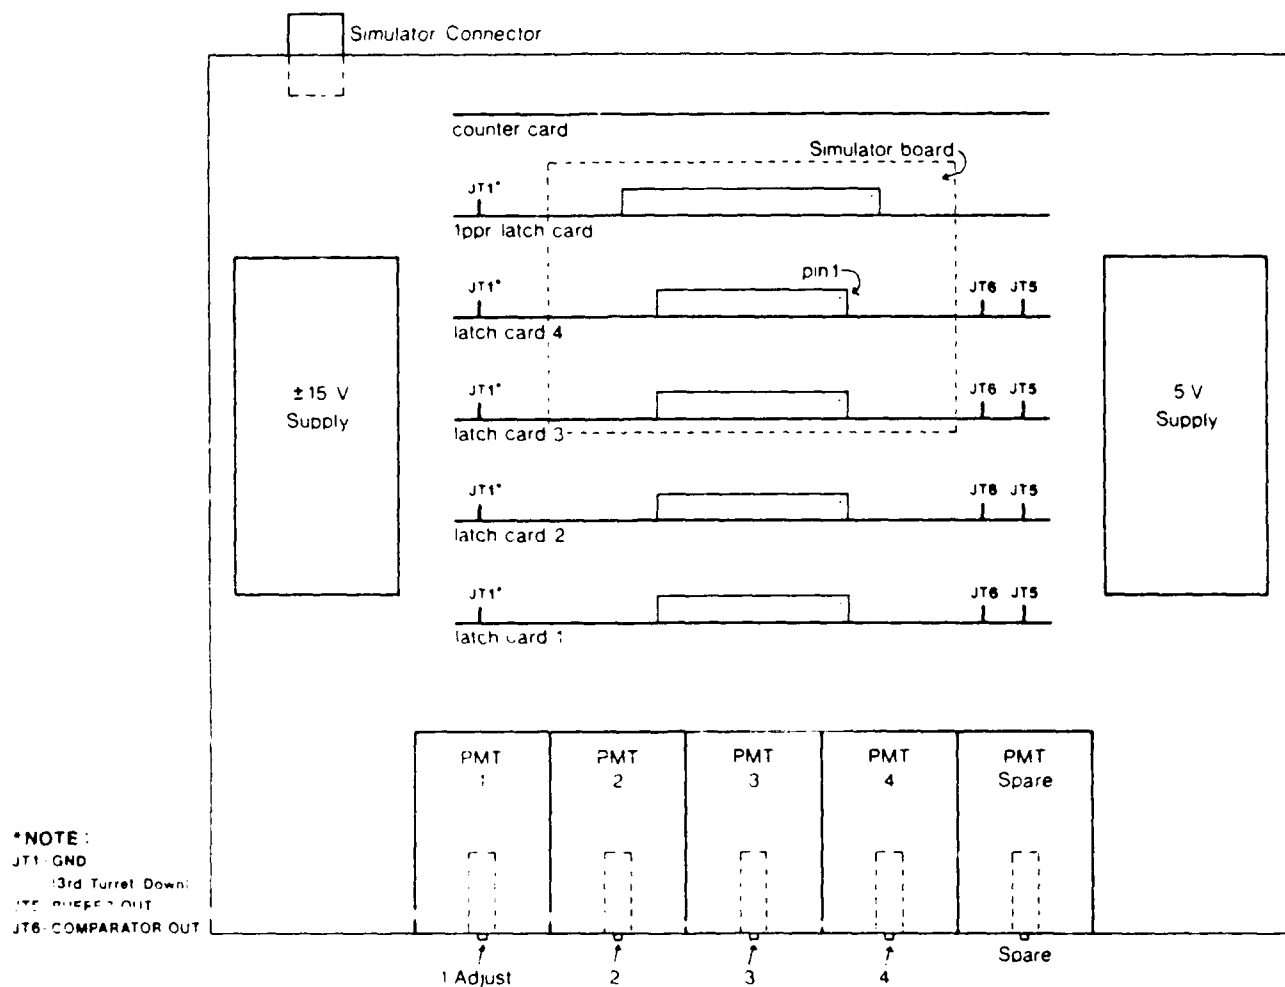 Simulator Connector
counter card
Simulator board
JT1*
1ppr latch card
pin 1
JT1*
JT6 JT5
latch card 4
±15 V
Supply
JT1*
JT6 JT5
5 V
Supply
latch card 3
JT1*
JT6 JT5
latch card 2
JT1*
JT6 JT5
latch card 1
PMT
1
PMT
2
PMT
3
PMT
4
PMT
Spare
*NOTE:
JT1-GND
(3rd Turret Down)
OUT
JT6-COMPARATOR OUT
1 Adjust
2
3
4
Spare